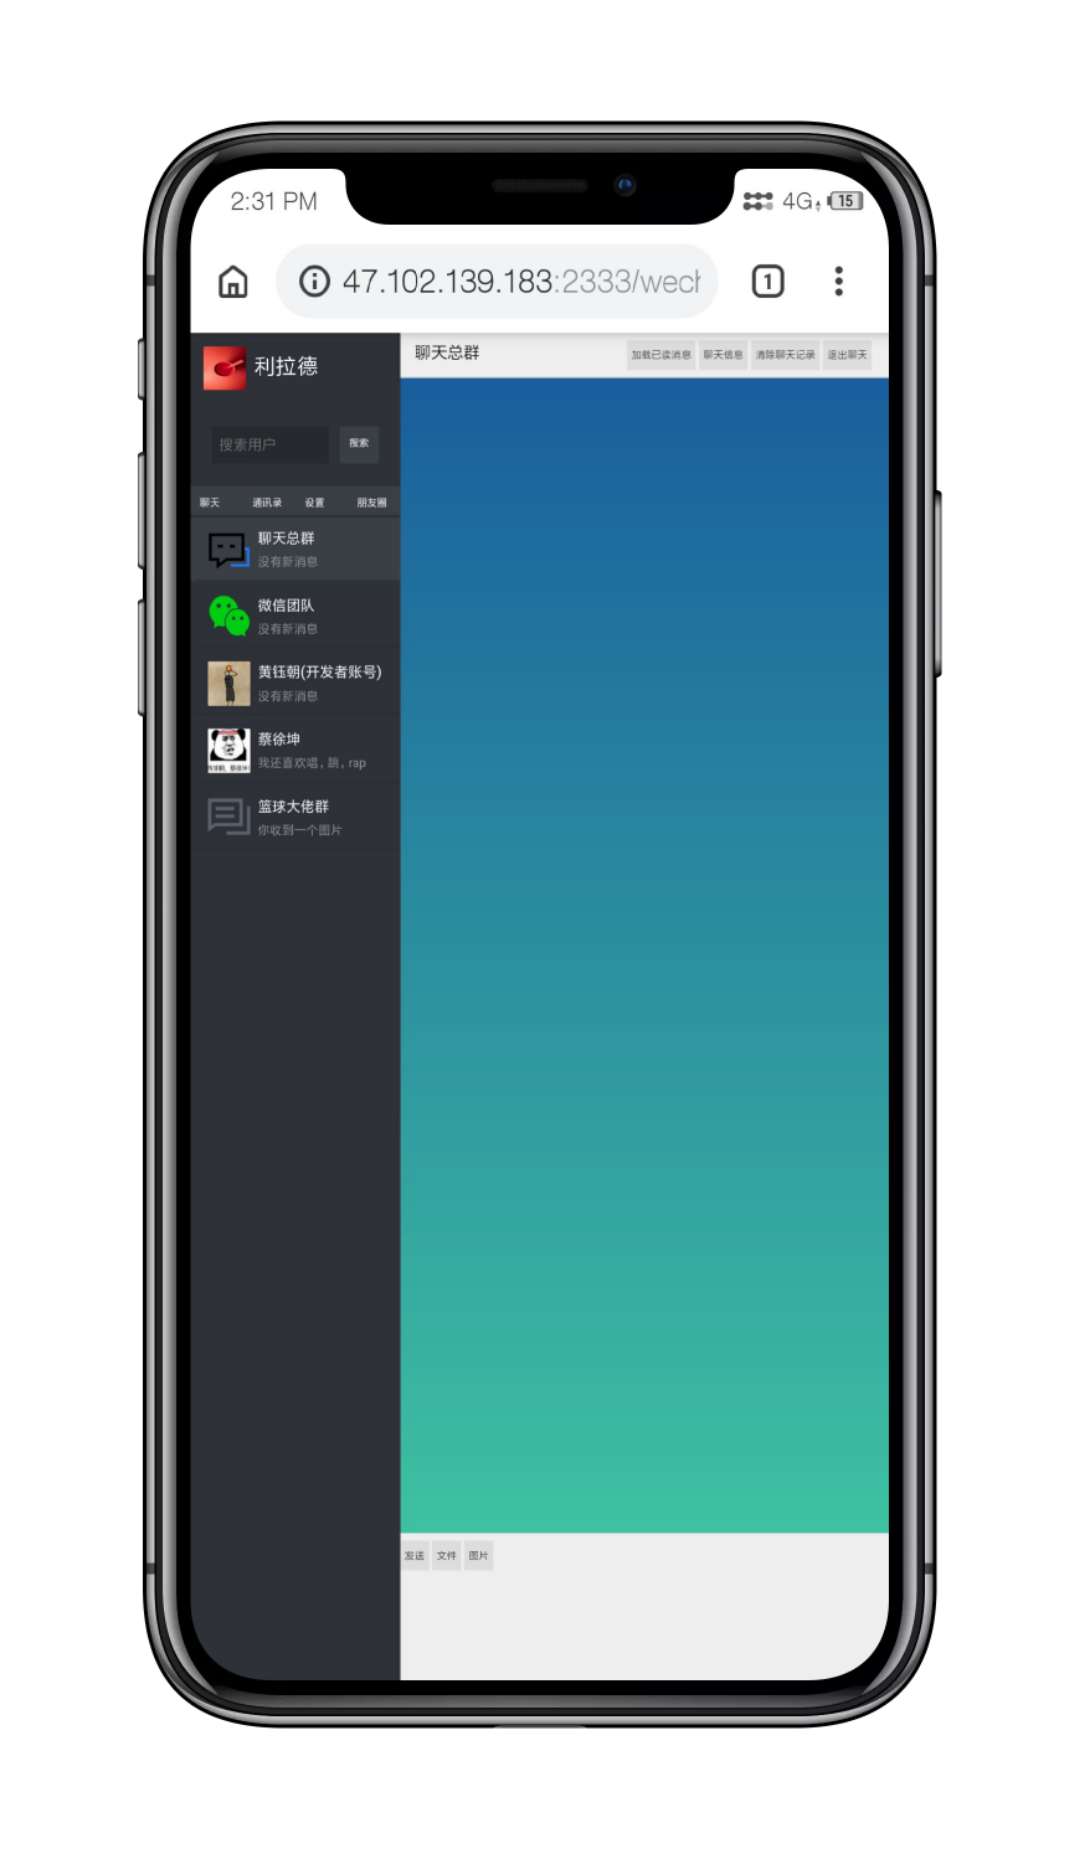 2:31 PM
4G
15
47.102.139.183:2333/wech
1
利拉德
搜索用户
搜索
聊天
通讯录
设置
朋友圈
聊天总群
没有新消息
微信团队
没有新消息
黄钰朝(开发者账号)
没有新消息
蔡徐坤
我还喜欢唱，跳，rap
篮球大佬群
你收到一个图片
聊天总群
加载已读消息
聊天信息
清除聊天记录
退出聊天
发送
文件
图片